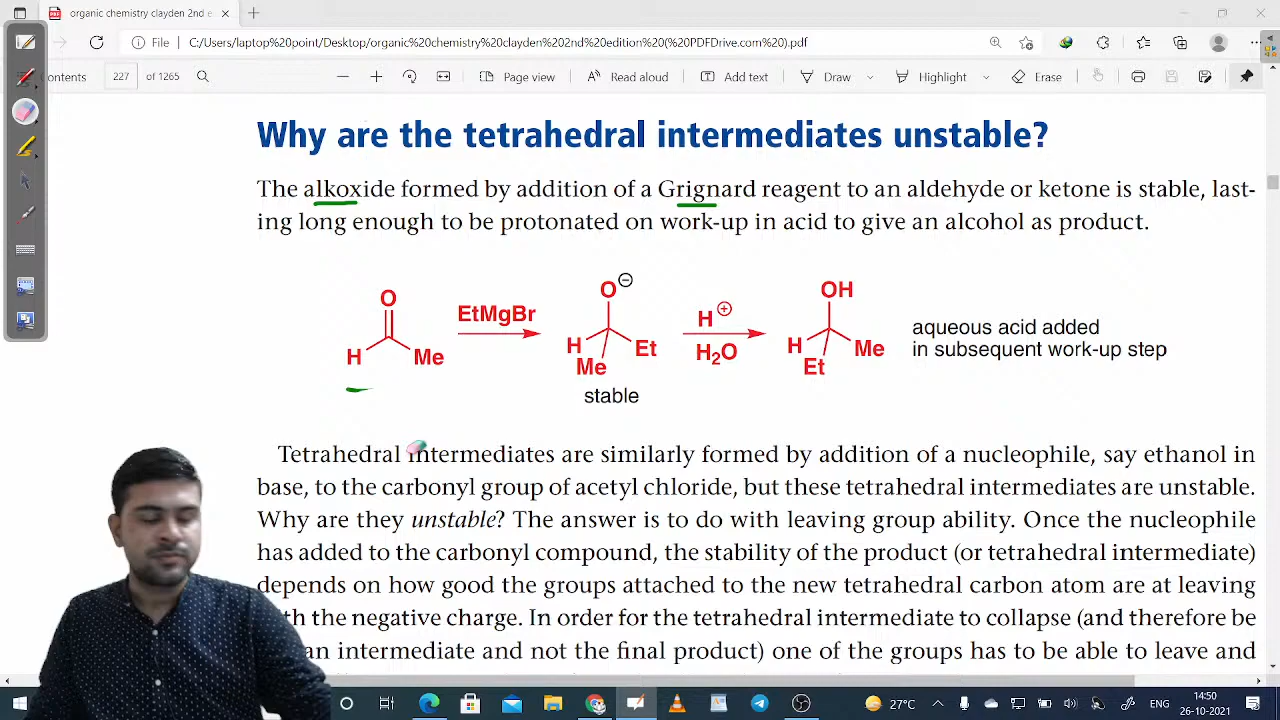 organic chemistry clayden 2nd e
File
C:/Users/laptop%20point/Desktop/organic%20chemistry%20clayden%202nd%20edition(%20PDFDrive.com%20).pdf
ontents
227
of 1265
Page view
Read aloud
Add text
Draw
Highlight
Erase
Why are the tetrahedral intermediates unstable?
The alkoxide formed by addition of a Grignard reagent to an aldehyde or ketone is stable, last-
ing long enough to be protonated on work-up in acid to give an alcohol as product.
O
H
Me
EtMgBr
O⊖
H
Me
Et
stable
H⊕
H₂O
OH
H
Et
Me
aqueous acid added
in subsequent work-up step
Tetrahedral intermediates are similarly formed by addition of a nucleophile, say ethanol in
base, to the carbonyl group of acetyl chloride, but these tetrahedral intermediates are unstable.
Why are they unstable? The answer is to do with leaving group ability. Once the nucleophile
has added to the carbonyl compound, the stability of the product (or tetrahedral intermediate)
depends on how good the groups attached to the new tetrahedral carbon atom are at leaving
the negative charge. In order for the tetrahedral intermediate to collapse (and therefore be
an intermediate and not the final product) one of the groups has to be able to leave and
27°C
14:50
26-10-2021